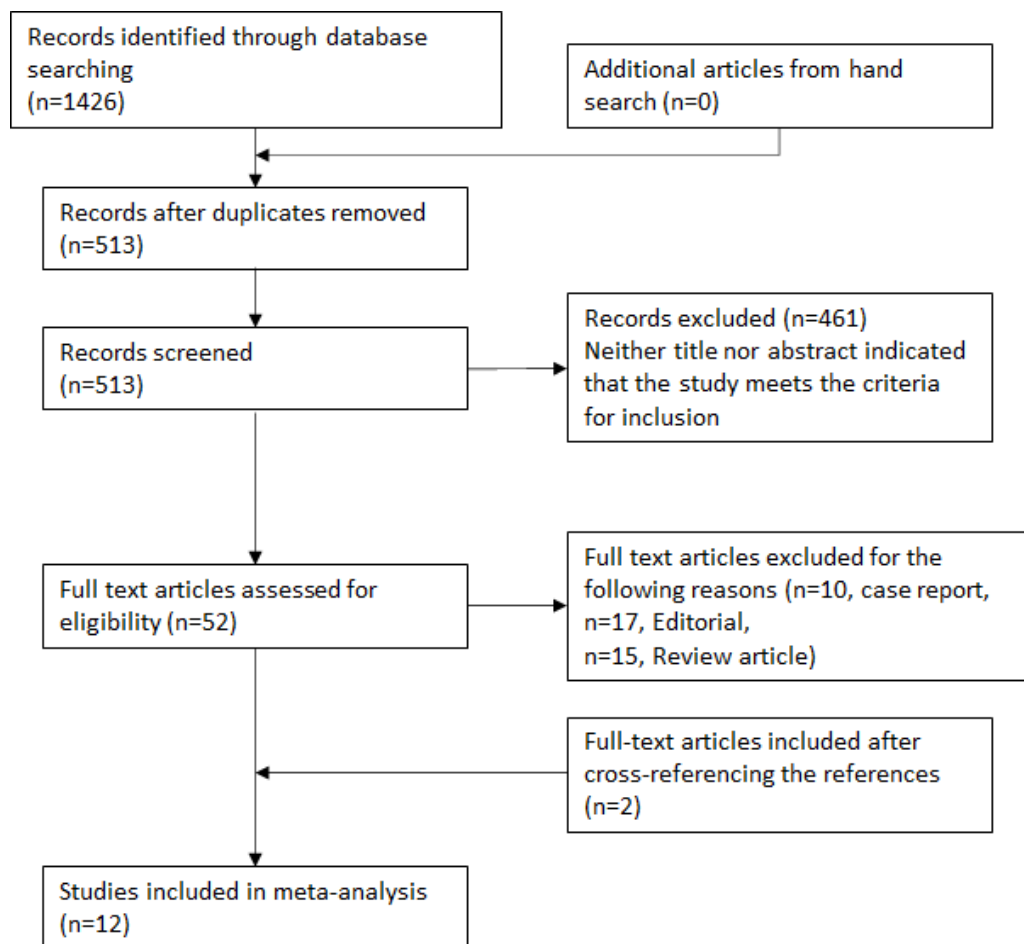 Records identified through database
searching
(n=1426)
Additional articles from hand
search (n=0)
Records after duplicates removed
(n=513)
Records screened
(n=513)
Records excluded (n=461)
Neither title nor abstract indicated
that the study meets the criteria
for inclusion
Full text articles assessed for
eligibility (n=52)
Full text articles excluded for the
following reasons (n=10, case report,
n=17, Editorial,
n=15, Review article)
Full-text articles included after
cross-referencing the references
(n=2)
Studies included in meta-analysis
(n=12)